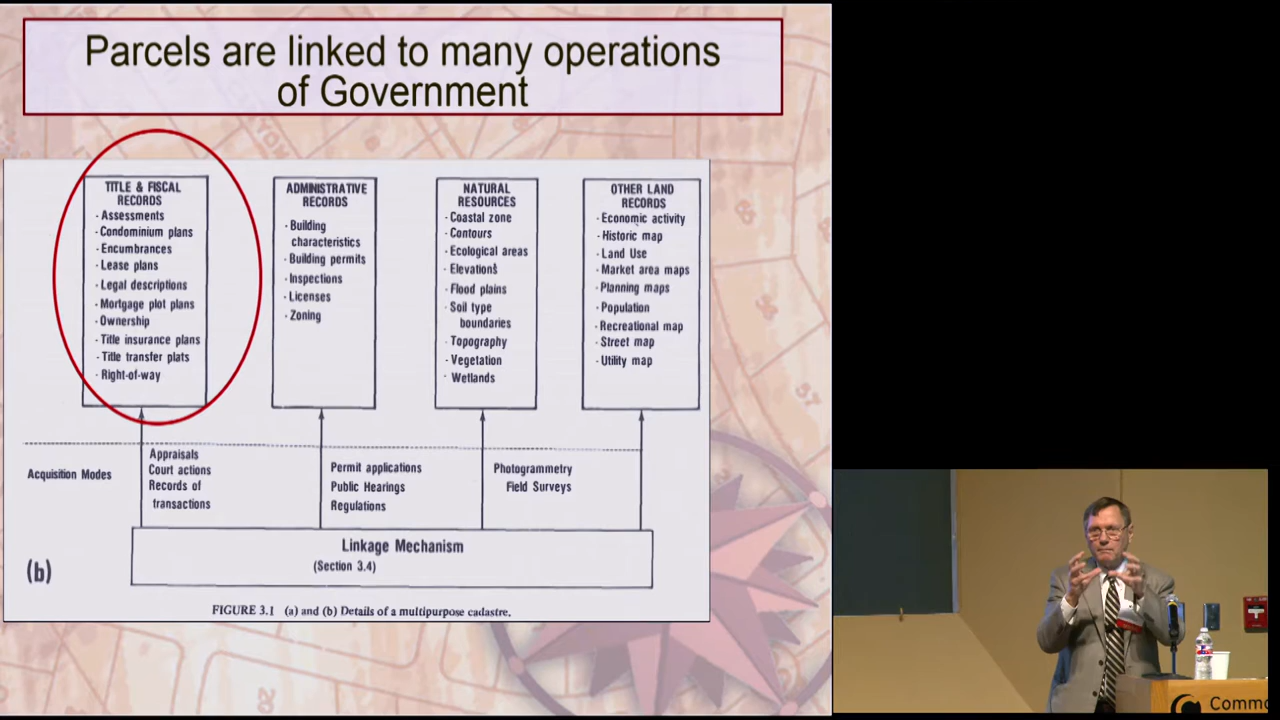 Parcels are linked to many operations
of Government
TITLE & FISCAL
RECORDS
· Assessments
· Condominium plans
· Encumbrances
· Lease plans
· Legal descriptions
· Mortgage plot plans
· Ownership
· Title insurance plans
· Title transfer plats
· Right-of-way
ADMINISTRATIVE
RECORDS
· Building
characteristics
· Building permits
· Inspections
· Licenses
· Zoning
NATURAL
RESOURCES
· Coastal zone
· Contours
· Ecological areas
· Elevations
· Flood plains
· Soil type
boundaries
· Topography
· Vegetation
· Wetlands
OTHER LAND
RECORDS
· Economic activity
· Historic map
· Land Use
· Market area maps
· Planning maps
· Population
· Recreational map
· Street map
· Utility map
Acquisition Modes
Appraisals
Court actions
Records of
transactions
Permit applications
Public Hearings
Regulations
Photogrammetry
Field Surveys
Linkage Mechanism
(Section 3.4)
(b)
FIGURE 3.1 (a) and (b) Details of a multipurpose cadastre.
Commo